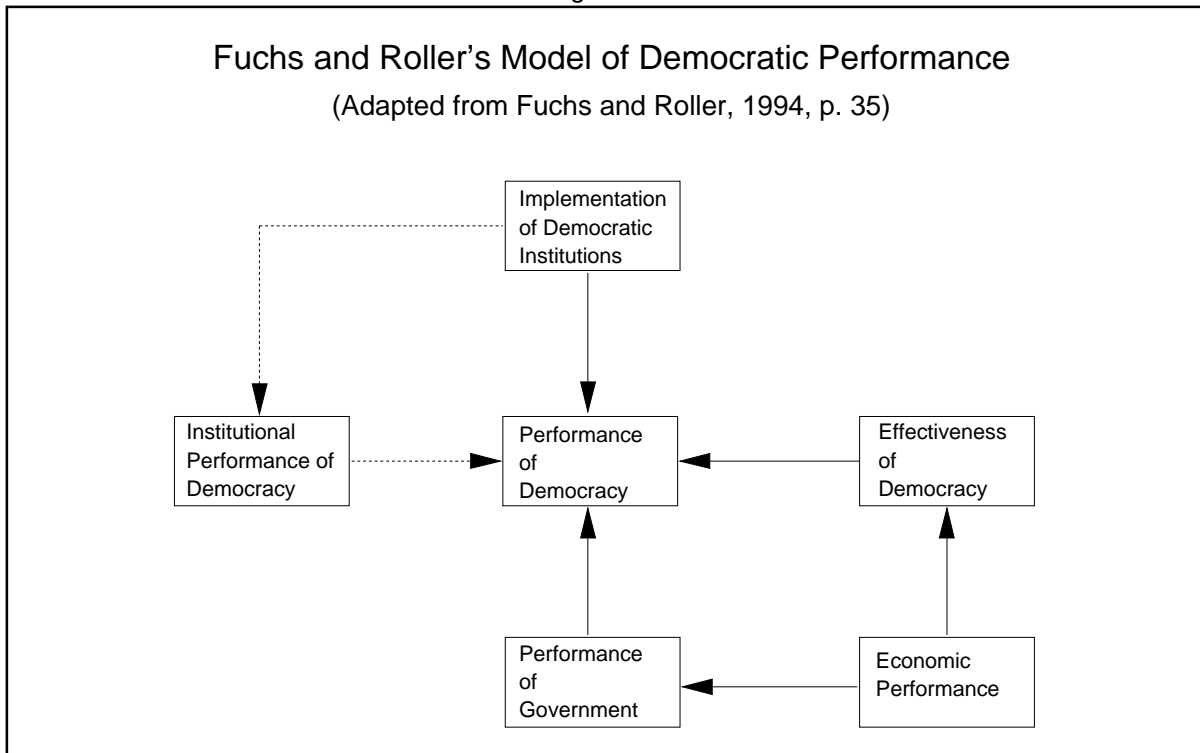 Fuchs and Roller's Model of Democratic Performance
(Adapted from Fuchs and Roller, 1994, p. 35)
Implementation
of Democratic
Institutions
Institutional
Performance of
Democracy
Performance
of
Democracy
Effectiveness
of
Democracy
Performance
of
Government
Economic
Performance